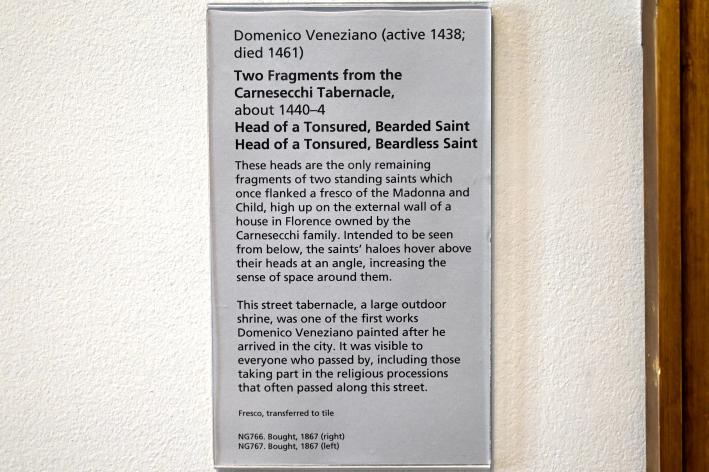 Domenico Veneziano (active 1438;
died 1461)
Two Fragments from the
Carnesecchi Tabernacle,
about 1440–4
Head of a Tonsured, Bearded Saint
Head of a Tonsured, Beardless Saint
These heads are the only remaining
fragments of two standing saints which
once flanked a fresco of the Madonna and
Child, high up on the external wall of a
house in Florence owned by the
Carnesecchi family. Intended to be seen
from below, the saints’ haloes hover above
their heads at an angle, increasing the
sense of space around them.
This street tabernacle, a large outdoor
shrine, was one of the first works
Domenico Veneziano painted after he
arrived in the city. It was visible to
everyone who passed by, including those
taking part in the religious processions
that often passed along this street.
Fresco, transferred to tile
NG766. Bought, 1867 (right)
NG767. Bought, 1867 (left)